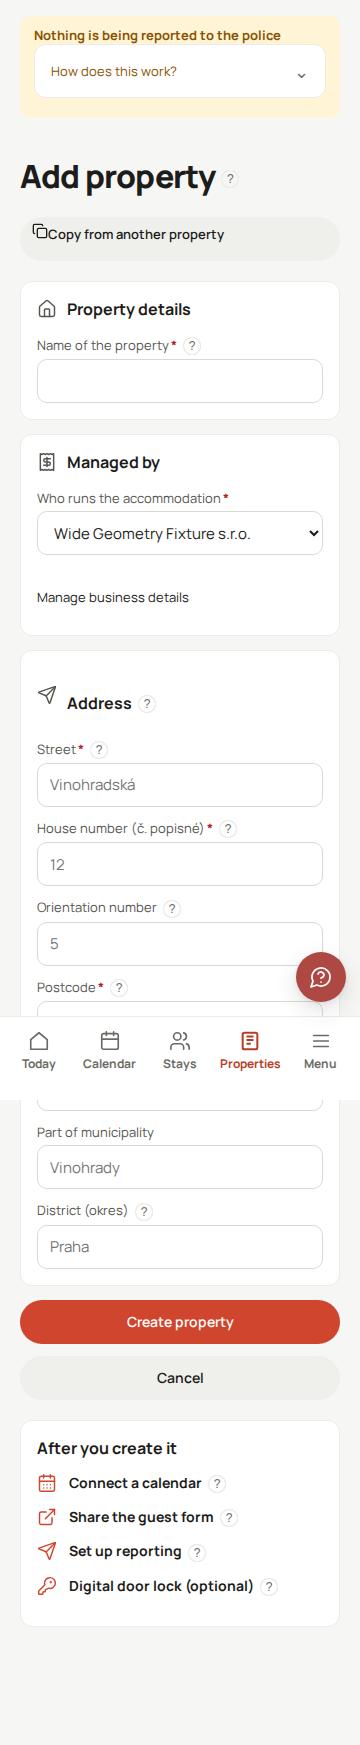 Nothing is being reported to the police
How does this work?
Add property ?
Copy from another property
Property details
Name of the property* ?
Managed by
Who runs the accommodation*
Wide Geometry Fixture s.r.o.
Manage business details
Address ?
Street* ?
Vinohradská
House number (č. popisné)* ?
12
Orientation number ?
5
Postcode* ?
Today
Calendar
Stays
Properties
Menu
Part of municipality
Vinohrady
District (okres) ?
Praha
Create property
Cancel
After you create it
Connect a calendar ?
Share the guest form ?
Set up reporting ?
Digital door lock (optional) ?